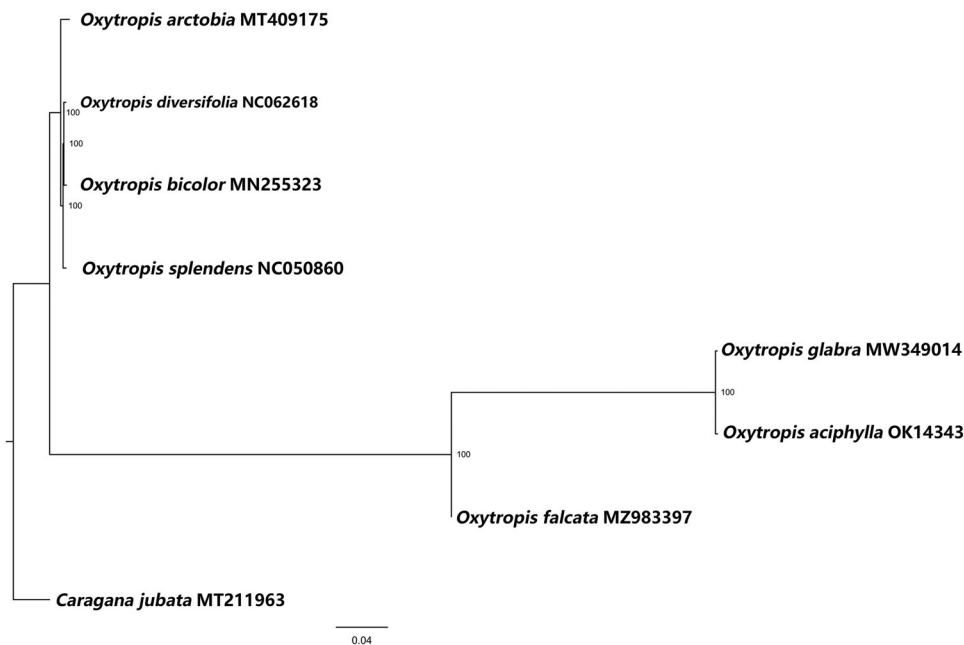 Oxytropis arctobia MT409175
Oxytropis diversifolia NC062618
100
100
Oxytropis bicolor MN255323
100
Oxytropis splendens NC050860
Oxytropis glabra MW349014
100
Oxytropis aciphylla OK14343
100
Oxytropis falcata MZ983397
Caragana jubata MT211963
0.04